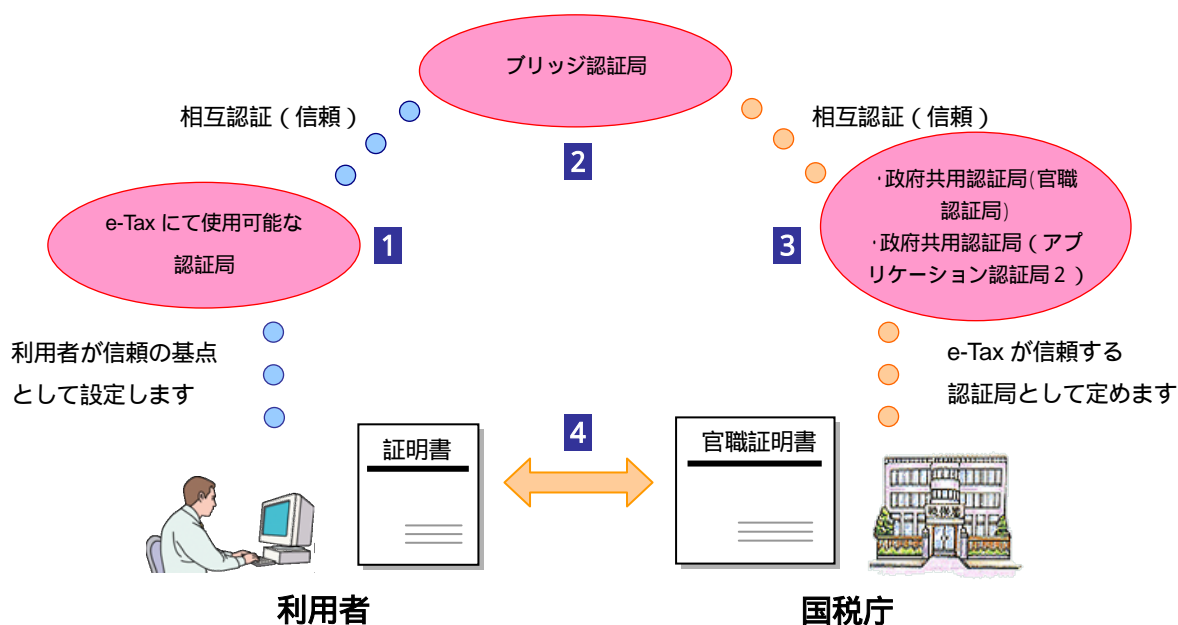 ブリッジ認証局
相互認証（信頼）
相互認証（信頼）
2
･政府共用認証局(官職
認証局)
･政府共用認証局（アプ
リケーション認証局２）
e-Tax にて使用可能な
認証局
1
3
利用者が信頼の基点
として設定します
e-Tax が信頼する
認証局として定めます
4
証明書
官職証明書
税務署
利用者
国税庁